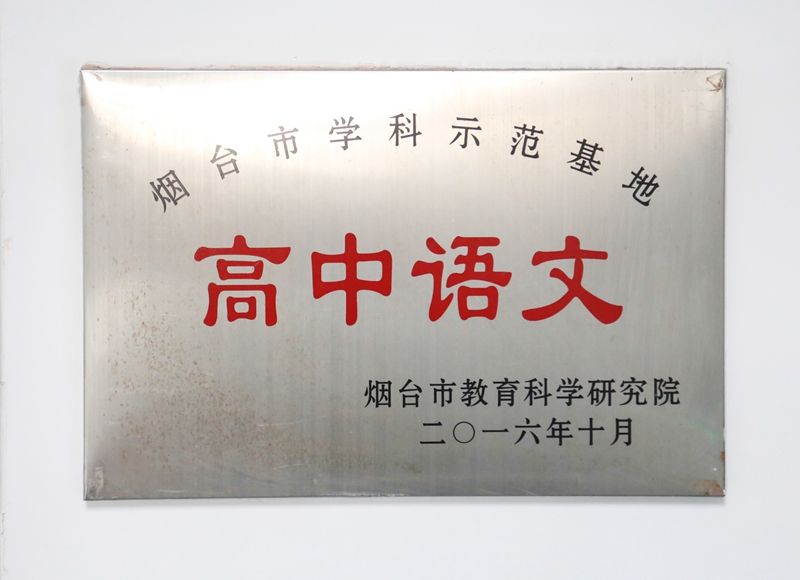 烟台市学科示范基地
高中语文
烟台市教育科学研究院
二〇一六年十月